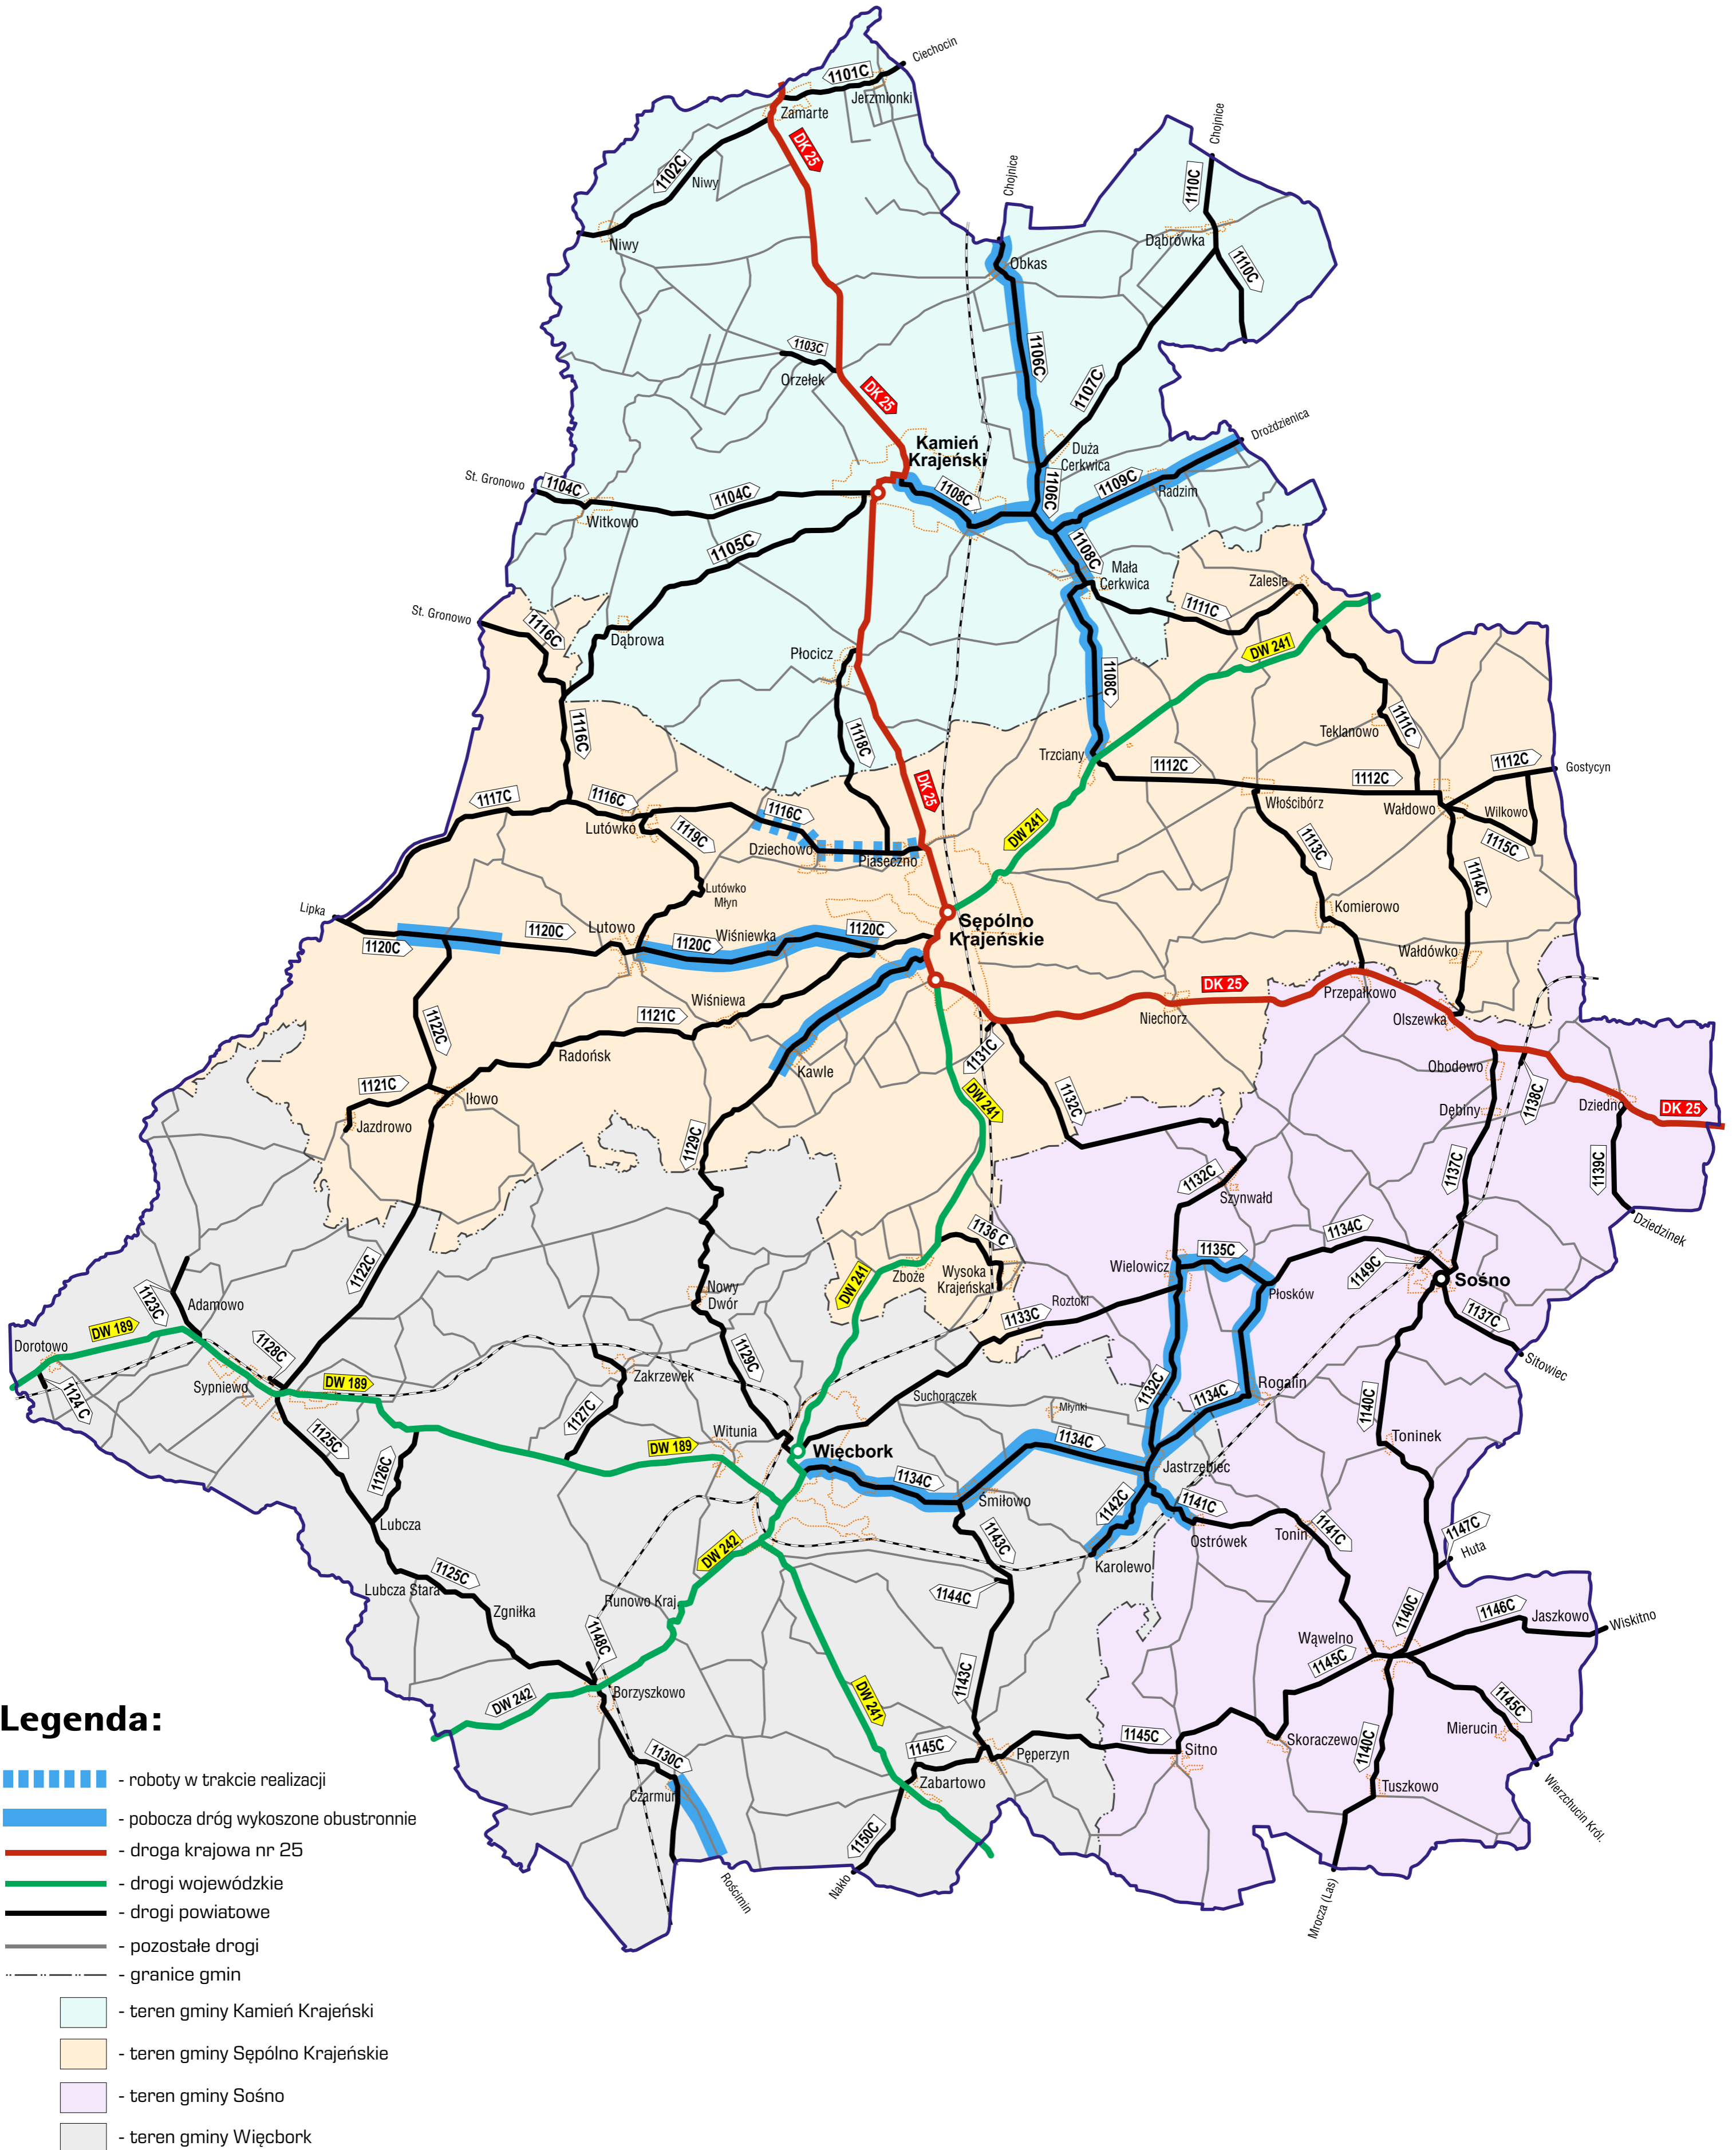 Ciechocin
1101C
Jerzmionki
Zamarte
DK 25
1102C
Niwy
Niwy
Chojnice
Chojnice
1110C
Dąbrówka
1110C
Obkas
1106C
1103C
Orzełek
1107C
DK 25
Kamień
Krajeński
Duża
Cerkwica
Drożdzienica
St. Gronowo
1104C
1104C
Witkowo
1108C
1106C
1109C
Radzim
1105C
1108C
Mała
Cerkwica
Zalesie
St. Gronowo
1116C
Dąbrowa
1111C
DW 241
Płocicz
1108C
1116C
1118C
Teklanowo
1111C
Trzciany
1112C
1112C
1112C
Gostycyn
DK 25
1117C
1116C
1116C
Włościbórz
Wałdowo
Wilkowo
Lutówko
1119C
Dziechowo
Piaseczno
DW 241
1113C
1115C
1114C
Lutówko
Młyn
Lipka
Komierowo
1120C
1120C
Lutowo
1120C
Wiśniewka
1120C
Sępólno
Krajeńskie
Wałdówko
DK 25
Przepałkowo
Wiśniewa
1121C
Niechorz
Olszewka
1122C
Radońsk
1131C
Kawle
Obodowo
1121C
Iłowo
DW 241
1132C
1138C
Dębiny
Dziedno
DK 25
Jazdrowo
1129C
1137C
1139C
1132C
Szynwałd
Dziedzinek
1136 C
1134C
1135C
1122C
Wielowicz
1149C
Sośno
Zboże
Wysoka
Krajeńska
DW 241
Płosków
1123C
Adamowo
Nowy
Dwór
Roztoki
1133C
1137C
DW 189
Dorotowo
1128C
1129C
Sitowiec
Sypniewo
1124 C
DW 189
Zakrzewek
Suchorączek
1132C
1134C
Rogalin
1140C
Młynki
1127C
1125C
Witunia
DW 189
Więcbork
1134C
Toninek
1126C
1134C
Jastrzębiec
Śmiłowo
1142C
1141C
Lubcza
Ostrówek
Tonin
1141C
1147C
Huta
1143C
DW 242
Karolewo
1125C
Lubcza Stara
1144C
Runowo Kraj.
Zgniłka
1140C
1146C
Jaszkowo
Wiskitno
1148C
Wąwelno
1145C
1143C
Borzyszkowo
DW 242
DW 241
1145C
Mierucin
1130C
1145C
Pęperzyn
1145C
Sitno
Skoraczewo
1140C
Zabartowo
Tuszkowo
Czarmuń
1150C
Wierzchucin Król.
Rościmin
Nakło
Mrocza (Las)
Legenda:
- roboty w trakcie realizacji
- pobocza dróg wykoszone obustronnie
- droga krajowa nr 25
- drogi wojewódzkie
- drogi powiatowe
- pozostałe drogi
- granice gmin
- teren gminy Kamień Krajeński
- teren gminy Sępólno Krajeńskie
- teren gminy Sośno
- teren gminy Więcbork